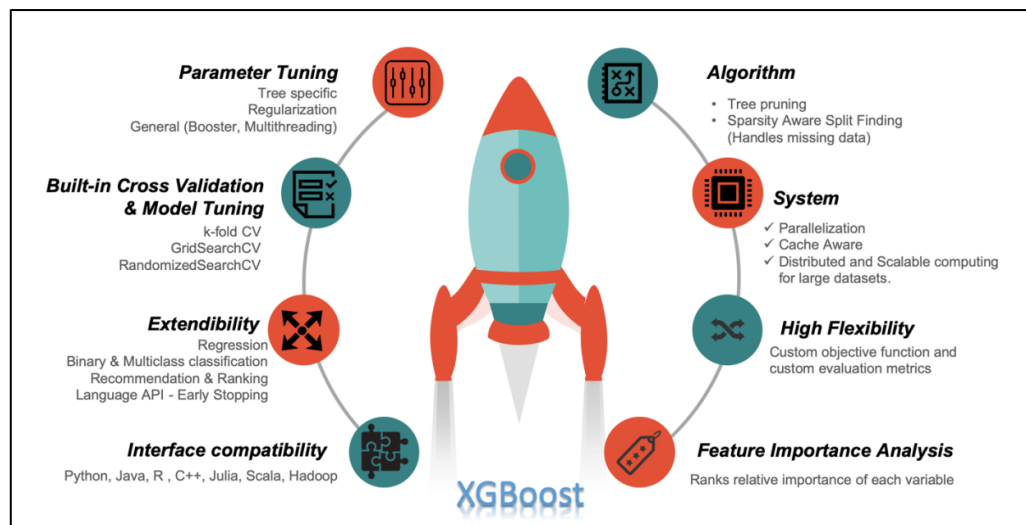 Parameter Tuning
Tree specific
Regularization
General (Booster, Multithreading)
Built-in Cross Validation
& Model Tuning
k-fold CV
GridSearchCV
RandomizedSearchCV
Extendibility
Regression
Binary & Multiclass classification
Recommendation & Ranking
Language API - Early Stopping
Interface compatibility
Python, Java, R , C++, Julia, Scala, Hadoop
Algorithm
• Tree pruning
• Sparsity Aware Split Finding
(Handles missing data)
System
✓ Parallelization
✓ Cache Aware
✓ Distributed and Scalable computing
for large datasets.
High Flexibility
Custom objective function and
custom evaluation metrics
Feature Importance Analysis
Ranks relative importance of each variable
XGBoost